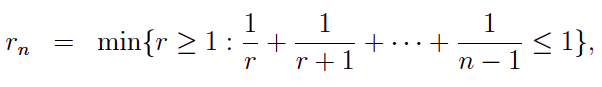 r_n = min{r ≥ 1 : 1/r + 1/(r + 1) + ··· + 1/(n − 1) ≤ 1},